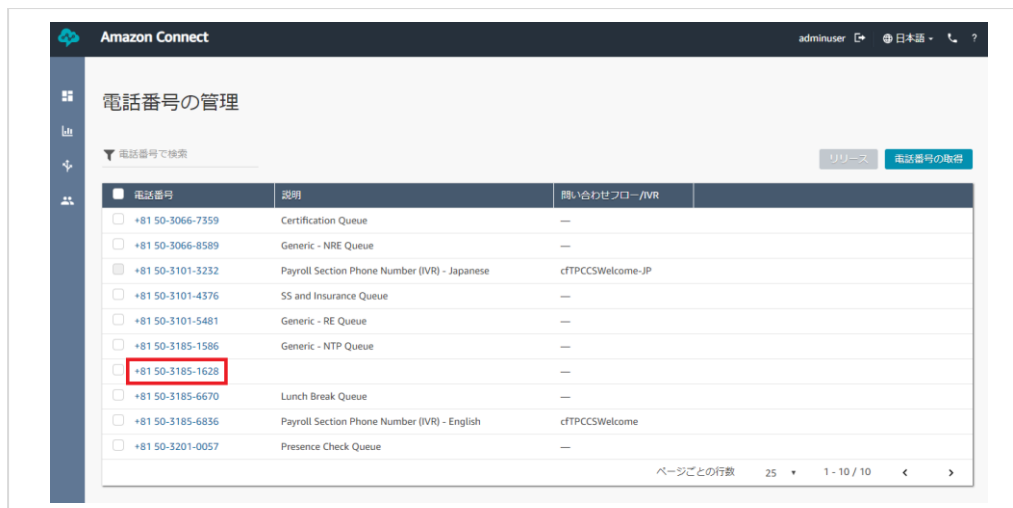 Amazon Connect adminuser 日本語 ?
電話番号の管理
電話番号で検索 リリース 電話番号の取得
電話番号 説明 問い合わせフロー/IVR
+81 50-3066-7359 Certification Queue —
+81 50-3066-8589 Generic - NRE Queue —
+81 50-3101-3232 Payroll Section Phone Number (IVR) - Japanese cfTPCCSWelcome-JP
+81 50-3101-4376 SS and Insurance Queue —
+81 50-3101-5481 Generic - RE Queue —
+81 50-3185-1586 Generic - NTP Queue —
+81 50-3185-1628 —
+81 50-3185-6670 Lunch Break Queue —
+81 50-3185-6836 Payroll Section Phone Number (IVR) - English cfTPCCSWelcome
+81 50-3201-0057 Presence Check Queue —
ページごとの行数 25 1 - 10 / 10